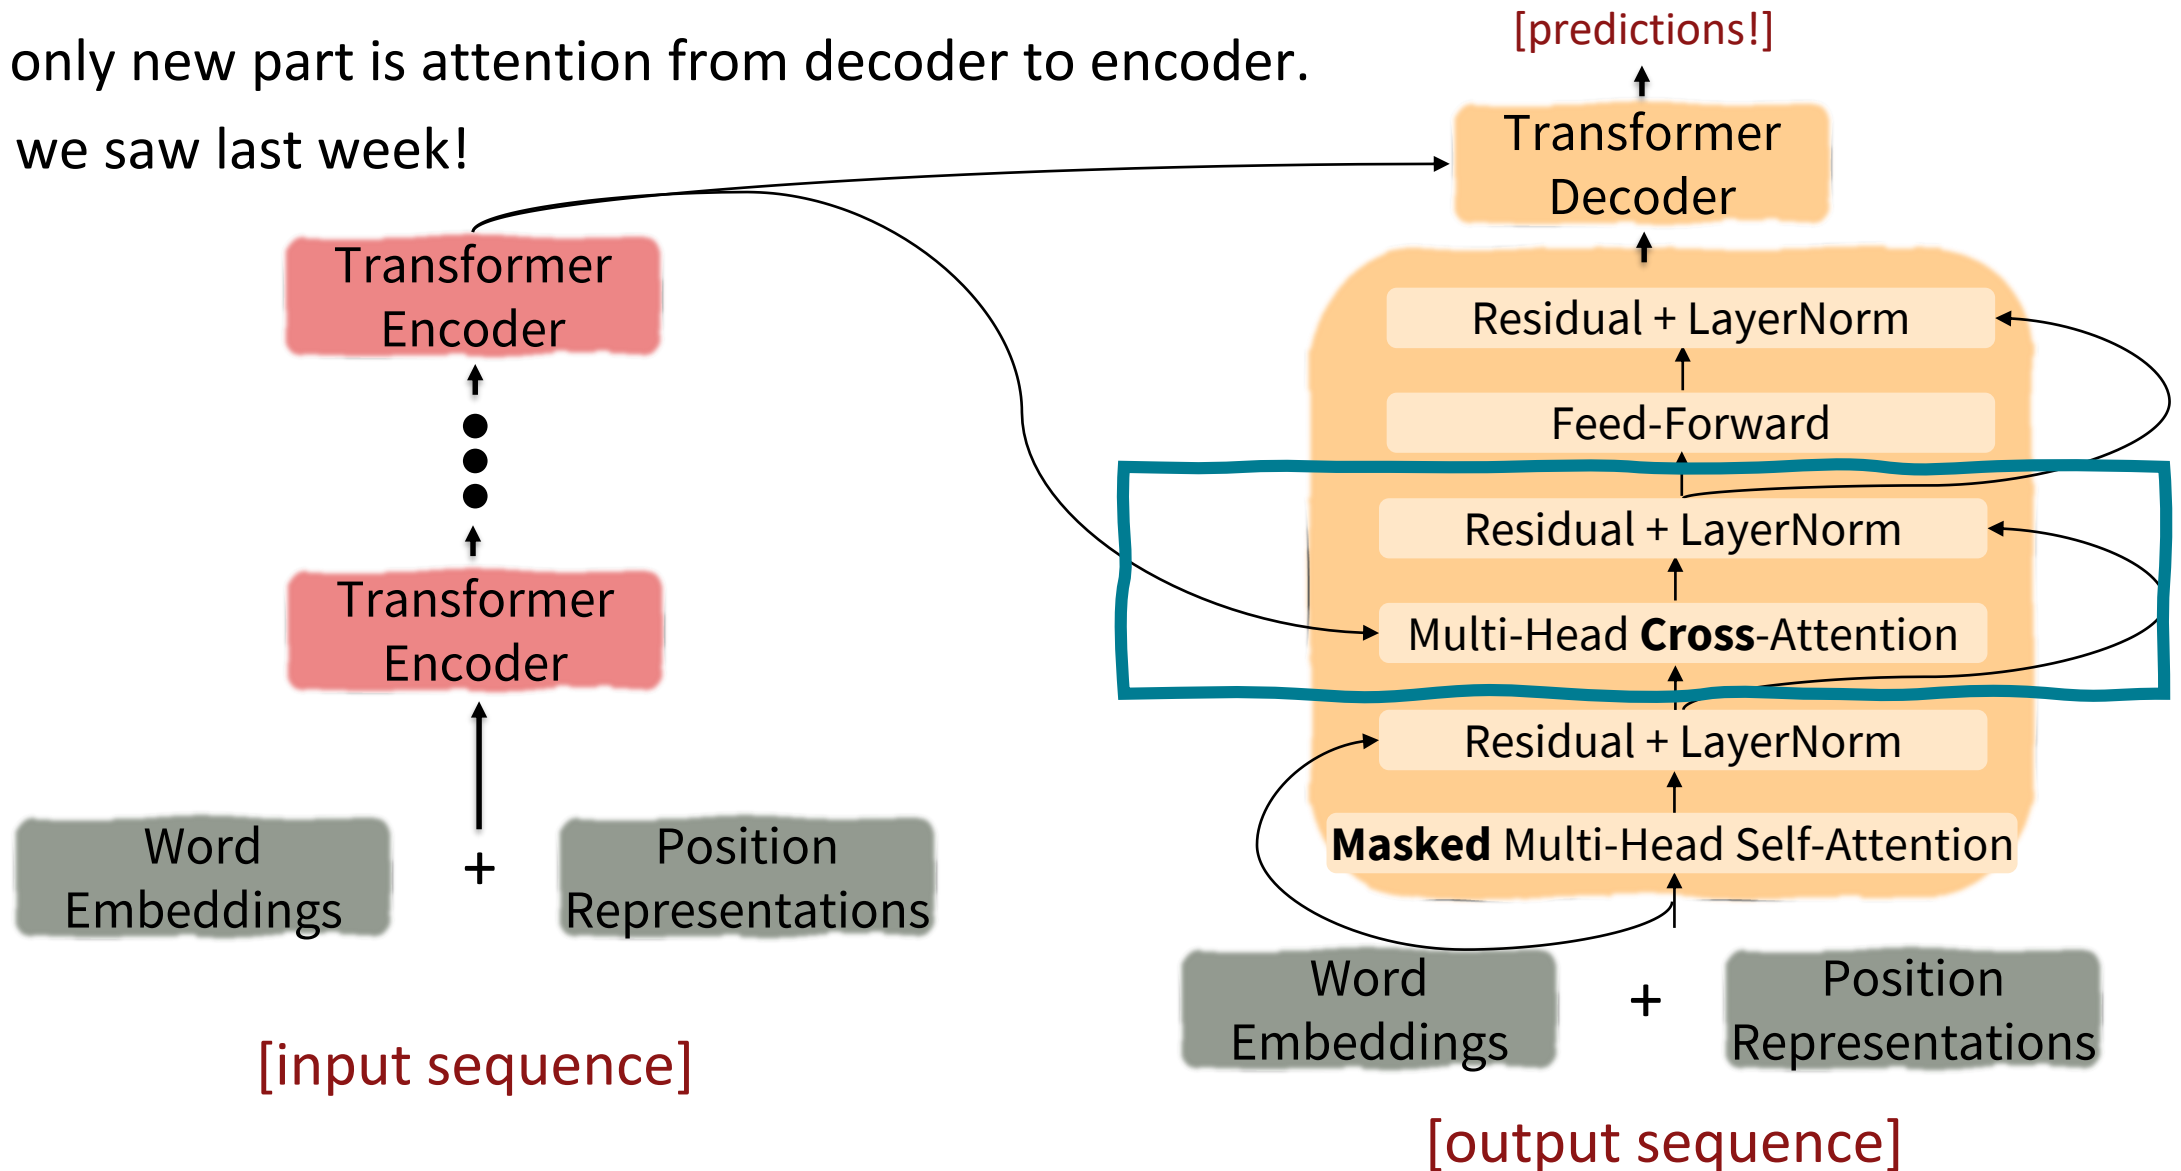 only new part is attention from decoder to encoder.
we saw last week!
[predictions!]
Transformer
Decoder
Transformer
Encoder
Transformer
Encoder
Word
Embeddings
+
Position
Representations
[input sequence]
Residual + LayerNorm
Feed-Forward
Residual + LayerNorm
Multi-Head Cross-Attention
Residual + LayerNorm
Masked Multi-Head Self-Attention
Word
Embeddings
+
Position
Representations
[output sequence]